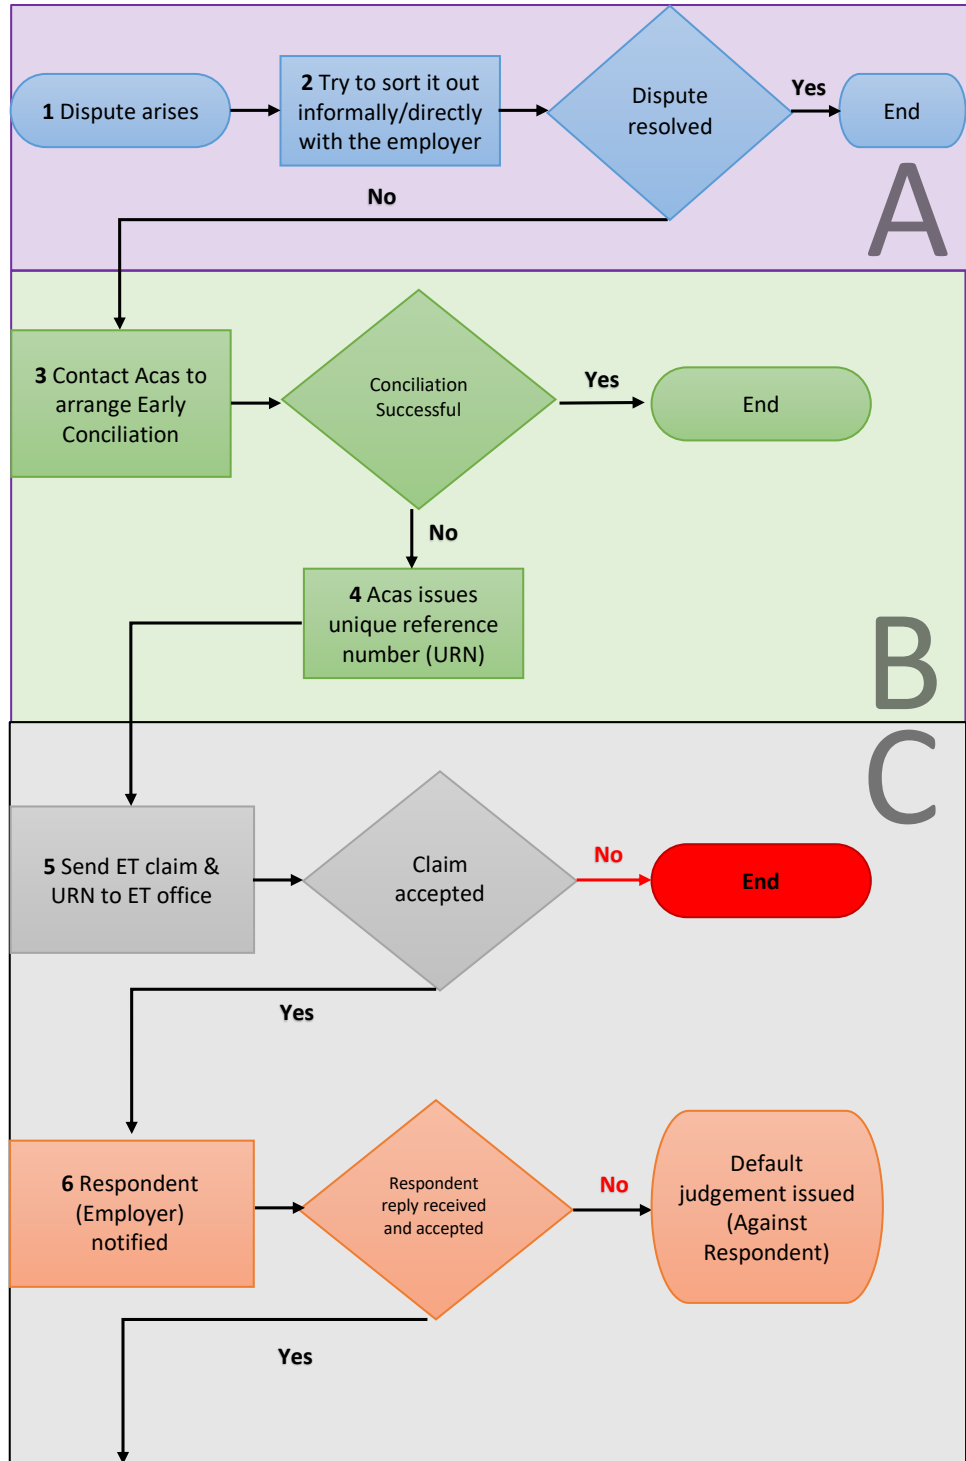 1 Dispute arises
2 Try to sort it out
informally/directly
with the employer
Dispute
resolved
Yes
End
No
A
3 Contact Acas to
arrange Early
Conciliation
Conciliation
Successful
Yes
End
No
4 Acas issues
unique reference
number (URN)
B
C
5 Send ET claim &
URN to ET office
Claim
accepted
No
End
Yes
6 Respondent
(Employer)
notified
Respondent
reply received
and accepted
No
Default
judgement issued
(Against
Respondent)
Yes